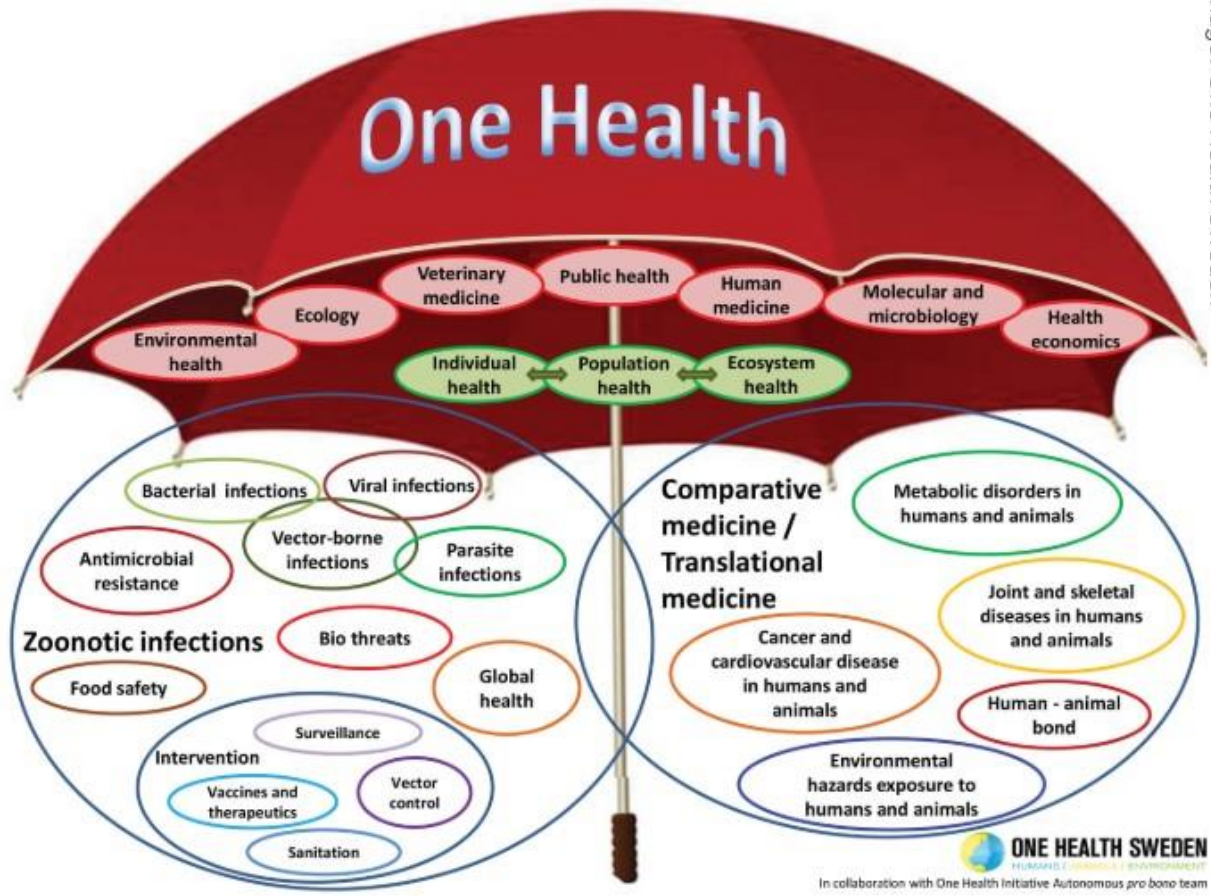 One Health
Veterinary
medicine
Public health
Human
medicine
Ecology
Molecular and
microbiology
Environmental
health
Health
economics
Individual
health
Population
health
Ecosystem
health
Bacterial infections
Viral infections
Vector-borne
infections
Parasite
infections
Antimicrobial
resistance
Zoonotic infections
Bio threats
Food safety
Global
health
Intervention
Surveillance
Vaccines and
therapeutics
Vector
control
Sanitation
Comparative
medicine /
Translational
medicine
Metabolic disorders in
humans and animals
Joint and skeletal
diseases in humans
and animals
Cancer and
cardiovascular disease
in humans and
animals
Human - animal
bond
Environmental
hazards exposure to
humans and animals
ONE HEALTH SWEDEN
HUMANS / ANIMALS / ENVIRONMENT
In collaboration with One Health Initiative Autonomous pro bono team